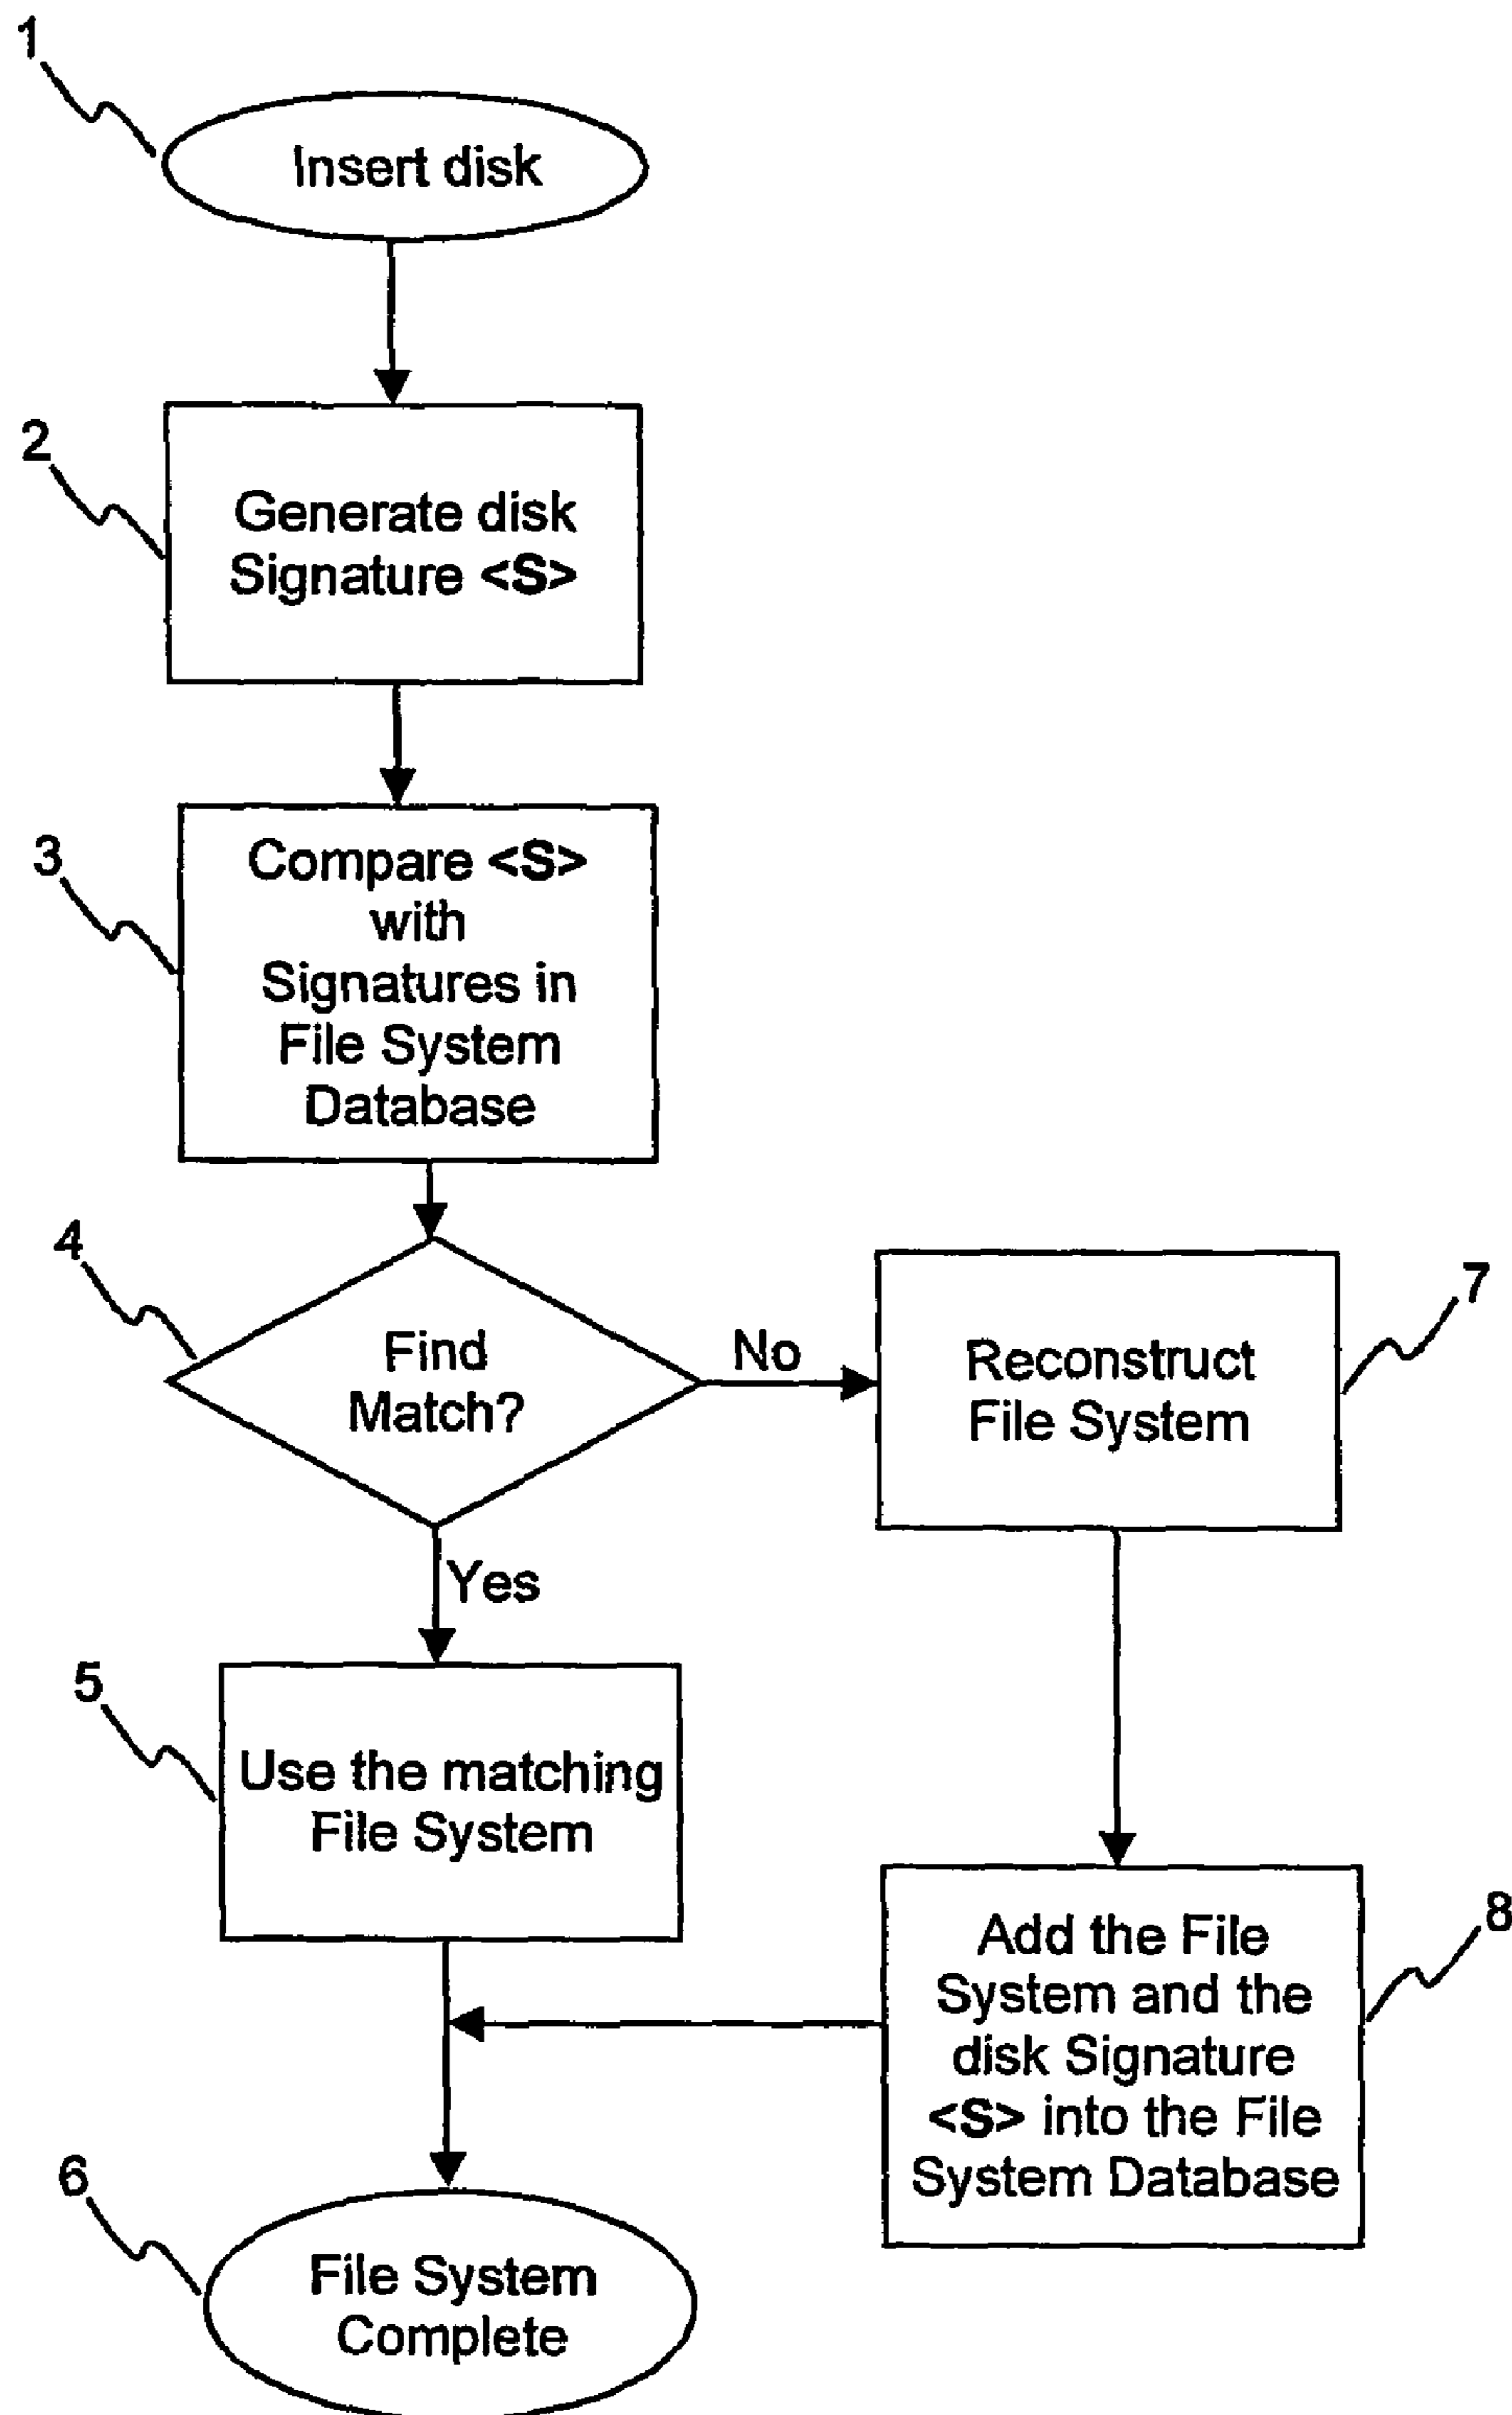 1
Insert disk
2
Generate disk
Signature <S>
3
Compare <S>
with
Signatures in
File System
Database
4
Find
Match?
No
7
Reconstruct
File System
Yes
5
Use the matching
File System
8
Add the File
System and the
disk Signature
<S> into the File
System Database
6
File System
Complete